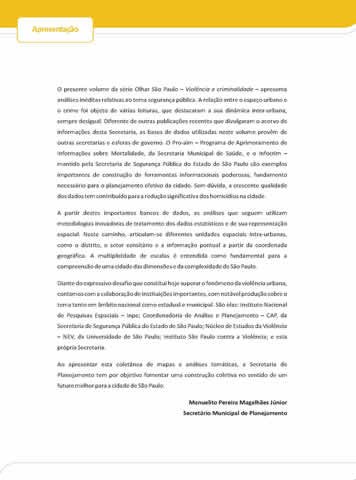 Apresentação
O presente volume da série Olhar São Paulo – Violência e criminalidade – apresenta
análises inéditas relativas ao tema segurança pública. A relação entre o espaço urbano e
o crime foi objeto de várias leituras, que destacaram a sua dinâmica intra-urbana,
sempre desigual. Diferente de outras publicações recentes que divulgaram o acervo de
informações desta Secretaria, as bases de dados utilizadas neste volume provêm de
outras secretarias e esferas de governo. O Pro-aim – Programa de Aprimoramento de
Informações sobre Mortalidade, da Secretaria Municipal de Saúde, e o Infocrim –
mantido pela Secretaria de Segurança Pública do Estado de São Paulo são exemplos
importantes da construção de ferramentas informacionais poderosas, fundamento
necessário para o planejamento efetivo da cidade. Sem dúvida, a crescente qualidade
dos dados tem contribuído para a redução significativa dos homicídios na cidade.
A partir destes importantes bancos de dados, as análises que seguem utilizam
metodologias inovadoras de tratamento dos dados estatísticos e de sua representação
espacial. Neste caminho, articulam-se diferentes unidades espaciais intra-urbanas,
como o distrito, o setor censitário e a informação pontual a partir da coordenada
geográfica. A multiplicidade de escalas é entendida como fundamental para a
compreensão de uma cidade das dimensões e da complexidade de São Paulo.
Diante do expressivo desafio que constitui hoje superar o fenômeno da violência urbana,
contamos com a colaboração de instituições importantes, com notável produção sobre o
tema tanto em âmbito nacional como estadual e municipal. São elas: Instituto Nacional
de Pesquisas Espaciais – Inpe; Coordenadoria de Análise e Planejamento – CAP, da
Secretaria de Segurança Pública do Estado de São Paulo; Núcleo de Estudos da Violência
– NEV, da Universidade de São Paulo; Instituto São Paulo contra a Violência; e esta
própria Secretaria.
Ao apresentar esta coletânea de mapas e análises temáticas, a Secretaria de
Planejamento tem por objetivo fomentar uma construção coletiva no sentido de um
futuro melhor para a cidade de São Paulo.
Manuelito Pereira Magalhães Júnior
Secretário Municipal de Planejamento